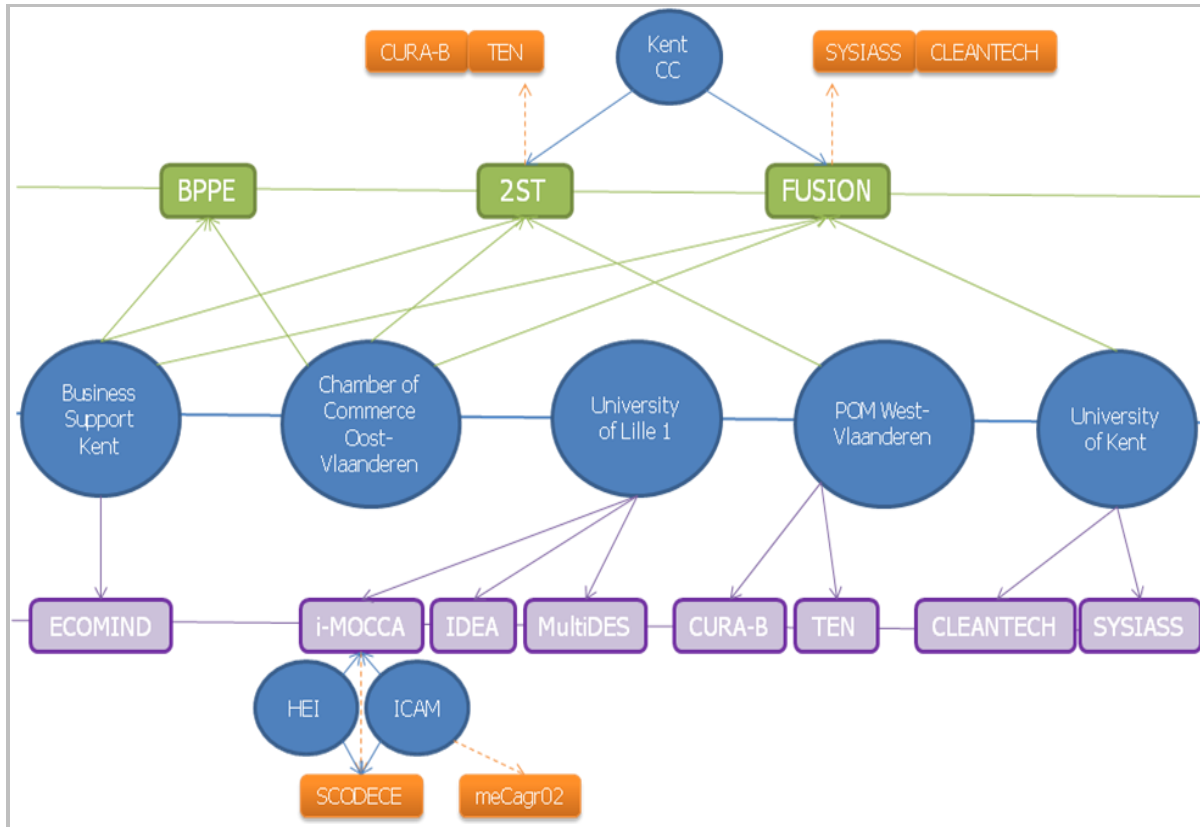 CURA-B TEN
Kent
CC
SYSIASS CLEANTECH
BPPE
2ST
FUSION
Business
Support
Kent
Chamber of
Commerce
Oost-
Vlaanderen
University
of Lille 1
POM West-
Vlaanderen
University
of Kent
ECOMIND
i-MOCCA
IDEA
MultiDES
CURA-B
TEN
CLEANTECH
SYSIASS
HEI
ICAM
SCODECE
meCagr02